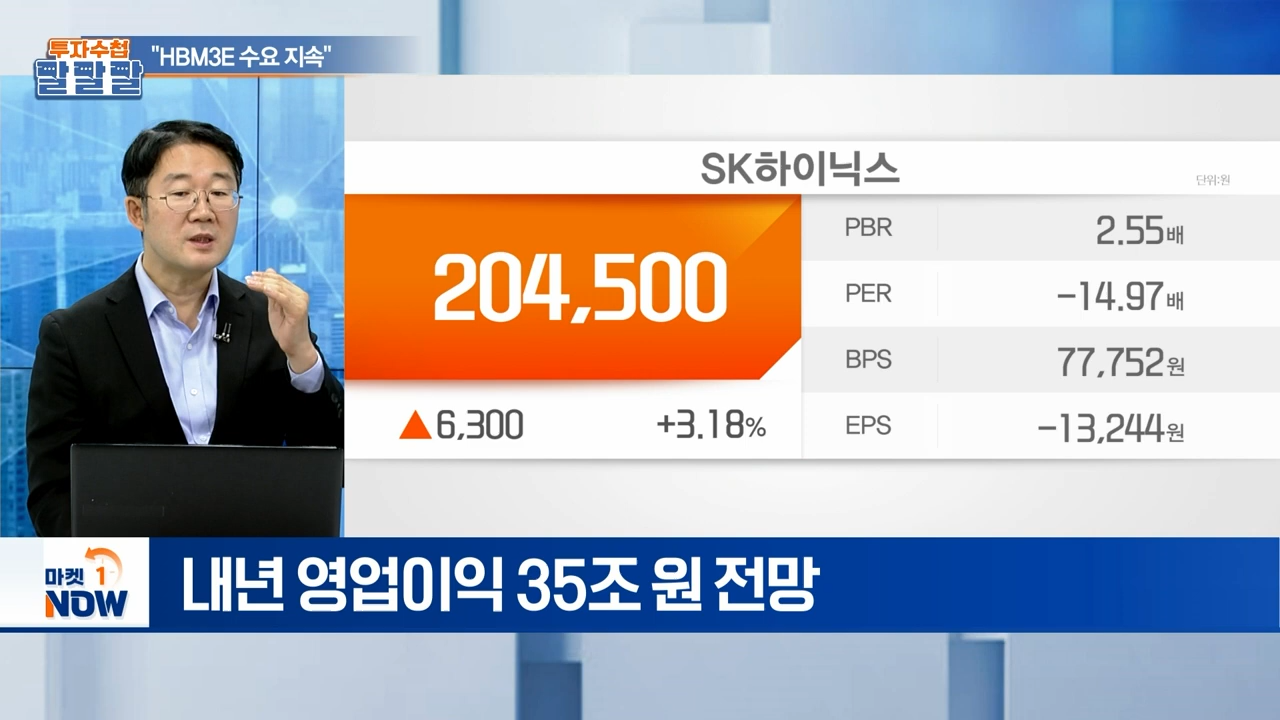 투자수첩
팔팔팔
"HBM3E 수요 지속"
SK하이닉스
단위:원
204,500
▲6,300 +3.18%
PBR 2.55배
PER -14.97배
BPS 77,752원
EPS -13,244원
마켓 1
NOW
내년 영업이익 35조 원 전망